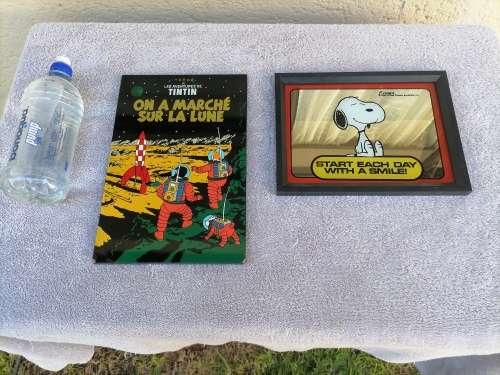 LES AVENTURES DE
TINTIN
ON A MARCHÉ
SUR LA LUNE
START EACH DAY
WITH A SMILE!